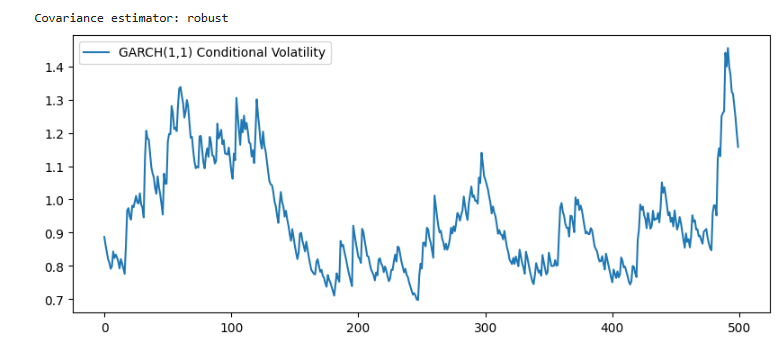 Covariance estimator: robust
GARCH(1,1) Conditional Volatility
1.4
1.3
1.2
1.1
1.0
0.9
0.8
0.7
0 100 200 300 400 500